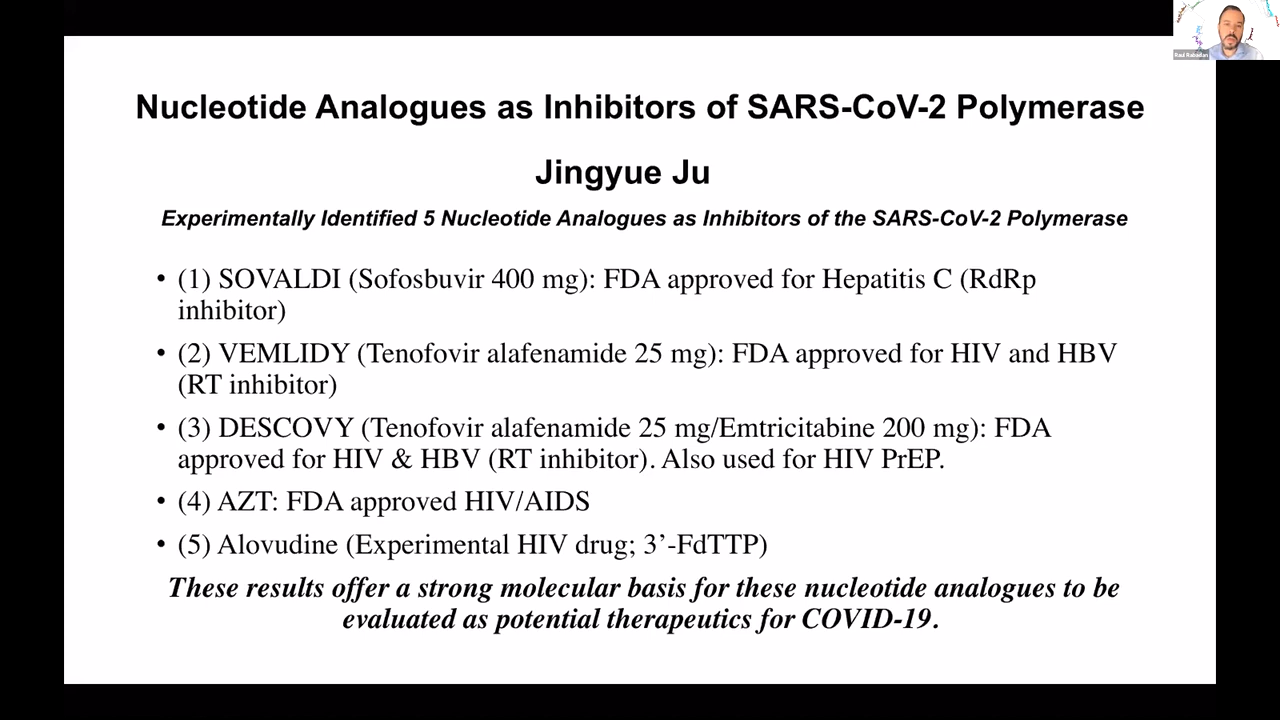 Raul Rabadan
Nucleotide Analogues as Inhibitors of SARS-CoV-2 Polymerase
Jingyue Ju
Experimentally Identified 5 Nucleotide Analogues as Inhibitors of the SARS-CoV-2 Polymerase
• (1) SOVALDI (Sofosbuvir 400 mg): FDA approved for Hepatitis C (RdRp
inhibitor)
• (2) VEMLIDY (Tenofovir alafenamide 25 mg): FDA approved for HIV and HBV
(RT inhibitor)
• (3) DESCOVY (Tenofovir alafenamide 25 mg/Emtricitabine 200 mg): FDA
approved for HIV & HBV (RT inhibitor). Also used for HIV PrEP.
• (4) AZT: FDA approved HIV/AIDS
• (5) Alovudine (Experimental HIV drug; 3’-FdTTP)
These results offer a strong molecular basis for these nucleotide analogues to be
evaluated as potential therapeutics for COVID-19.